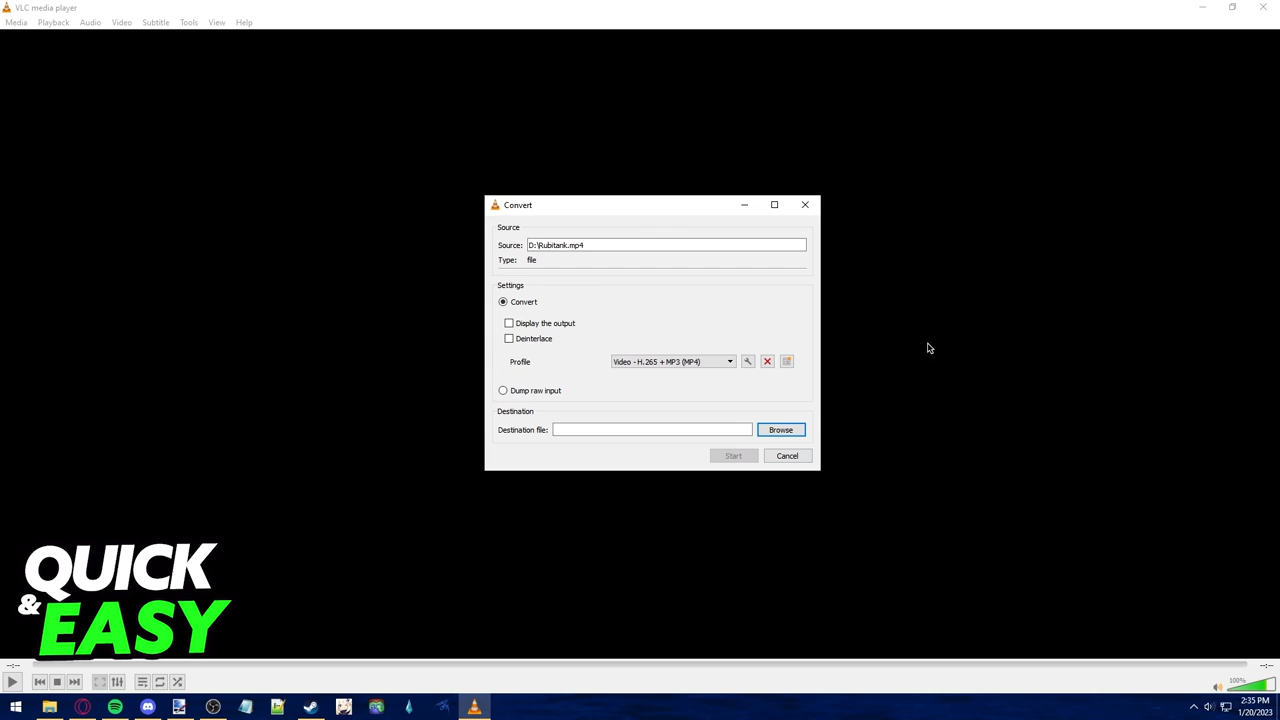 VLC media player
Media Playback Audio Video Subtitle Tools View Help
Convert
Source
Source: D:\Rubitank.mp4
Type: file
Settings
Convert
Display the output
Deinterlace
Profile Video - H.265 + MP3 (MP4)
Dump raw input
Destination
Destination file: Browse
Start Cancel
QUICK
& EASY
--:-- --:--
100%
2:35 PM
1/20/2023